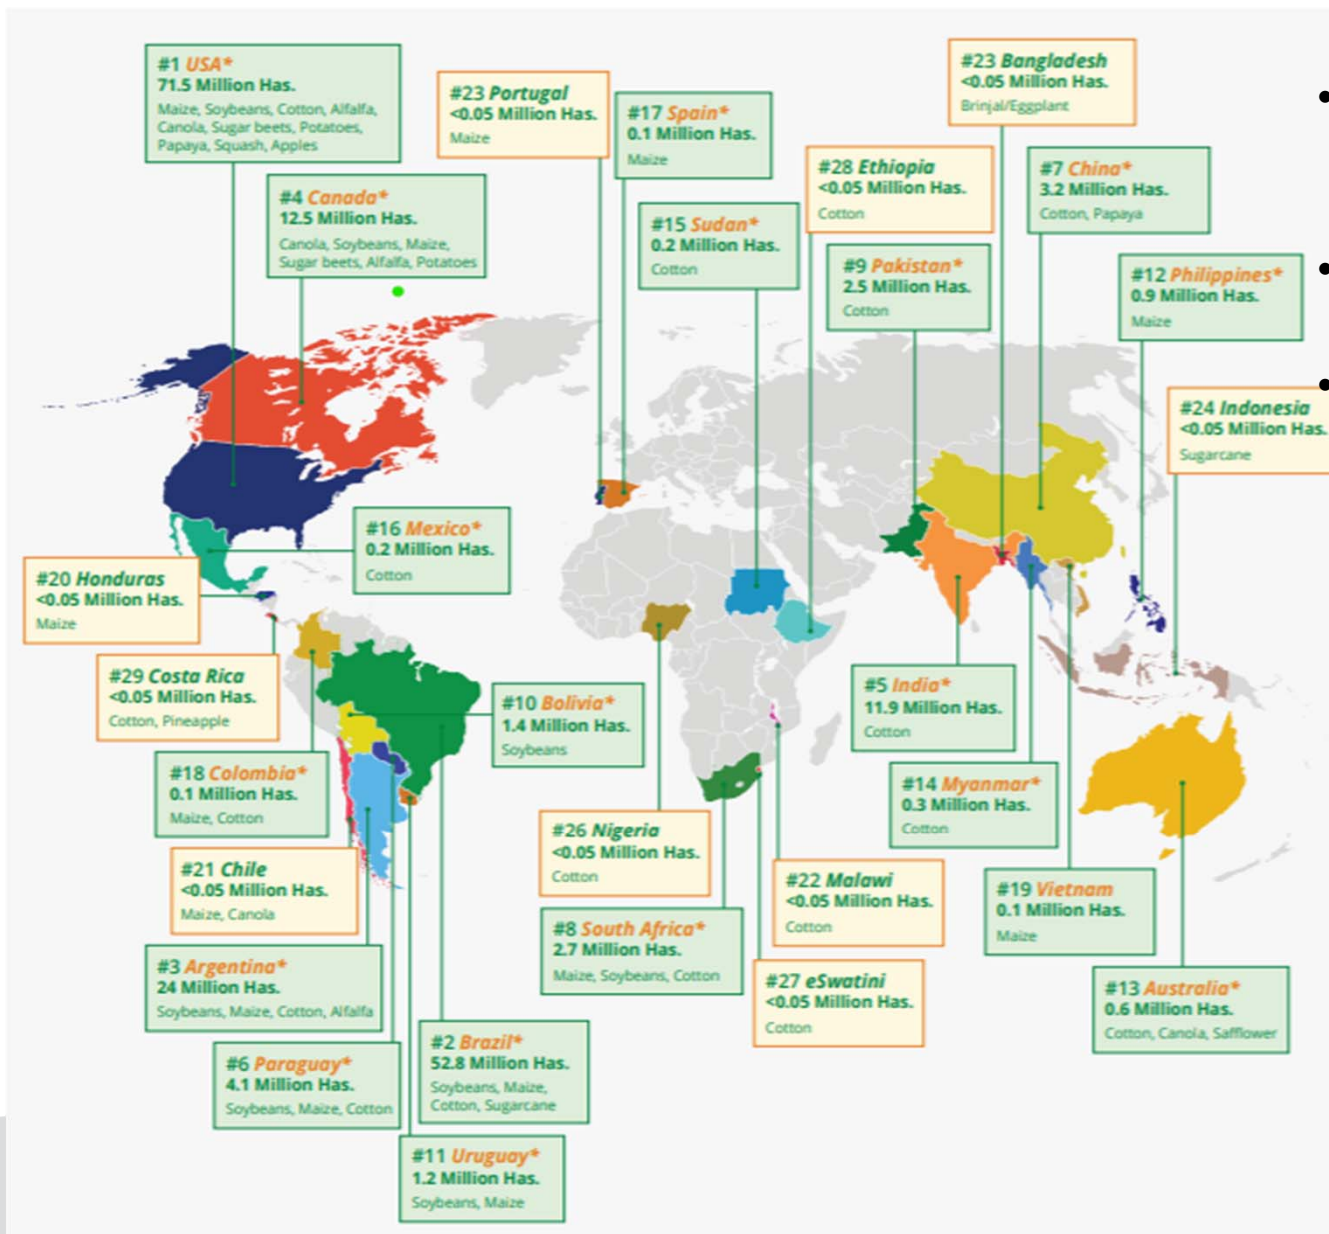 #1 USA*
71.5 Million Has.
Maize, Soybeans, Cotton, Alfalfa,
Canola, Sugar beets, Potatoes,
Papaya, Squash, Apples
#4 Canada*
12.5 Million Has.
Canola, Soybeans, Maize,
Sugar beets, Alfalfa, Potatoes
#23 Portugal
<0.05 Million Has.
Maize
#17 Spain*
0.1 Million Has.
Maize
#15 Sudan*
0.2 Million Has.
Cotton
#28 Ethiopia
<0.05 Million Has.
Cotton
#9 Pakistan*
2.5 Million Has.
Cotton
#23 Bangladesh
<0.05 Million Has.
Brinjal/Eggplant
#7 China*
3.2 Million Has.
Cotton, Papaya
#12 Philippines*
0.9 Million Has.
Maize
#24 Indonesia
<0.05 Million Has.
Sugarcane
#16 Mexico*
0.2 Million Has.
Cotton
#20 Honduras
<0.05 Million Has.
Maize
#29 Costa Rica
<0.05 Million Has.
Cotton, Pineapple
#10 Bolivia*
1.4 Million Has.
Soybeans
#18 Colombia*
0.1 Million Has.
Maize, Cotton
#21 Chile
<0.05 Million Has.
Maize, Canola
#3 Argentina*
24 Million Has.
Soybeans, Maize, Cotton, Alfalfa
#6 Paraguay*
4.1 Million Has.
Soybeans, Maize, Cotton
#2 Brazil*
52.8 Million Has.
Soybeans, Maize,
Cotton, Sugarcane
#11 Uruguay*
1.2 Million Has.
Soybeans, Maize
#26 Nigeria
<0.05 Million Has.
Cotton
#8 South Africa*
2.7 Million Has.
Maize, Soybeans, Cotton
#22 Malawi
<0.05 Million Has.
Cotton
#27 eSwatini
<0.05 Million Has.
Cotton
#5 India*
11.9 Million Has.
Cotton
#14 Myanmar*
0.3 Million Has.
Cotton
#19 Vietnam
0.1 Million Has.
Maize
#13 Australia*
0.6 Million Has.
Cotton, Canola, Safflower